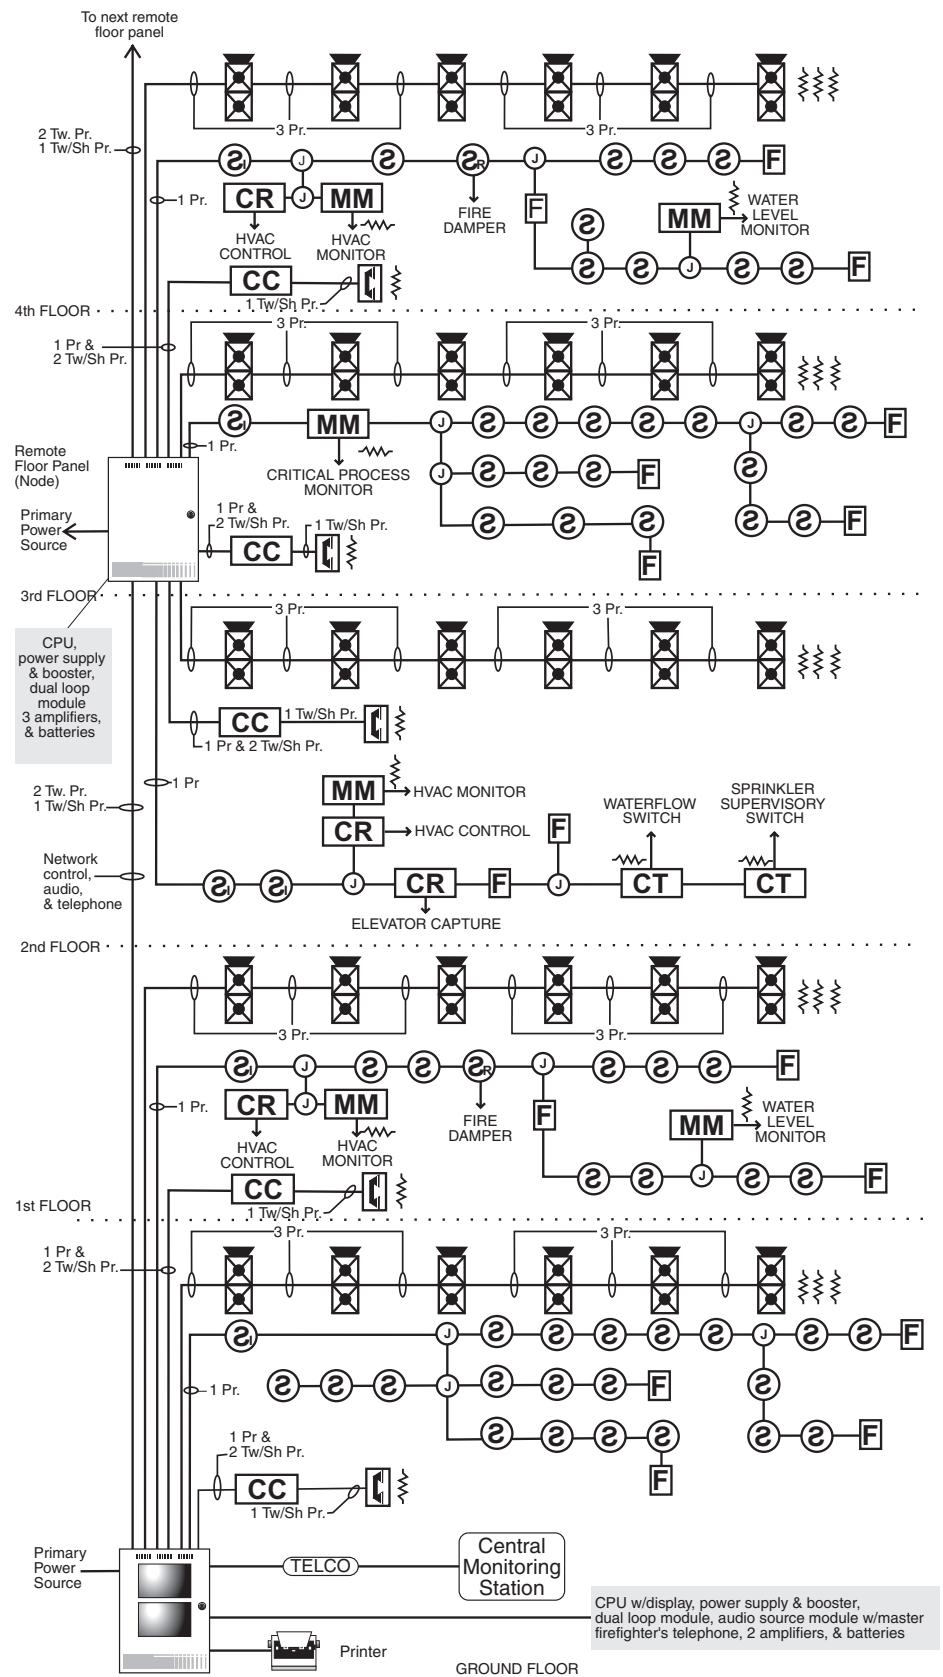 To next remote
floor panel
3 Pr.
3 Pr.
2 Tw. Pr.
1 Tw/Sh Pr.
S I
J
S
S R
J
S
S
S
F
1 Pr.
CR
J
MM
FIRE
DAMPER
F
MM
WATER
LEVEL
MONITOR
HVAC
CONTROL
HVAC
MONITOR
S
S
S
J
S
S
F
CC
1 Tw/Sh Pr.
4th FLOOR
3 Pr.
3 Pr.
1 Pr &
2 Tw/Sh Pr.
S I
MM
J
S
S
S
S
S
J
S
S
F
1 Pr.
CRITICAL PROCESS
MONITOR
J
S
S
S
F
S
Remote
Floor Panel
(Node)
Primary
Power
Source
1 Pr &
2 Tw/Sh Pr.
1 Tw/Sh Pr.
CC
S
S
S
F
S
S
F
3rd FLOOR
3 Pr.
3 Pr.
CPU,
power supply
& booster,
dual loop
module
3 amplifiers,
& batteries
CC
1 Tw/Sh Pr.
1 Pr & 2 Tw/Sh Pr.
1 Pr
2 Tw. Pr.
1 Tw/Sh Pr.
MM
HVAC MONITOR
CR
HVAC CONTROL
F
WATERFLOW
SWITCH
SPRINKLER
SUPERVISORY
SWITCH
Network
control,
audio,
& telephone
S I
S I
J
CR
F
J
CT
CT
ELEVATOR CAPTURE
2nd FLOOR
3 Pr.
3 Pr.
S I
J
S
S
S R
J
S
S
S
F
1 Pr.
CR
J
MM
FIRE
DAMPER
F
MM
WATER
LEVEL
MONITOR
HVAC
CONTROL
HVAC
MONITOR
S
S
J
S
S
F
CC
1 Tw/Sh Pr.
1st FLOOR
3 Pr.
3 Pr.
1 Pr &
2 Tw/Sh Pr.
S I
J
S
S
S
S
S
J
S
S
F
1 Pr.
S
S
S
J
S
S
S
F
S
1 Pr &
2 Tw/Sh Pr.
S
S
S
S
F
S
S
F
CC
1 Tw/Sh Pr.
Primary
Power
Source
TELCO
Central
Monitoring
Station
CPU w/display, power supply & booster,
dual loop module, audio source module w/master
firefighter's telephone, 2 amplifiers, & batteries
Printer
GROUND FLOOR